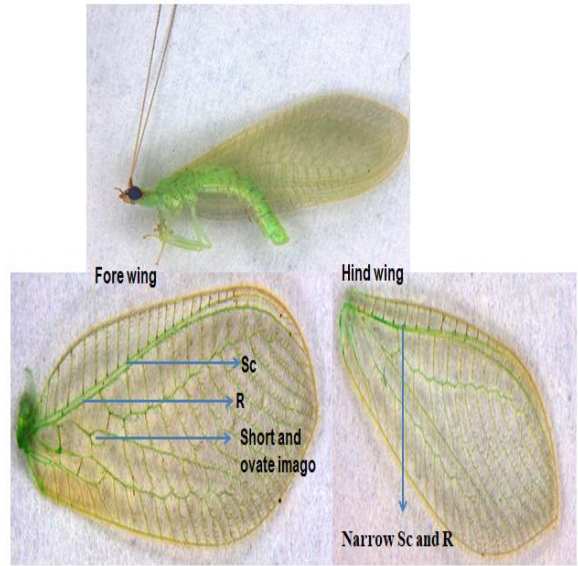 Fore wing
Hind wing
Sc
R
Short and
ovate imago
Narrow Sc and R